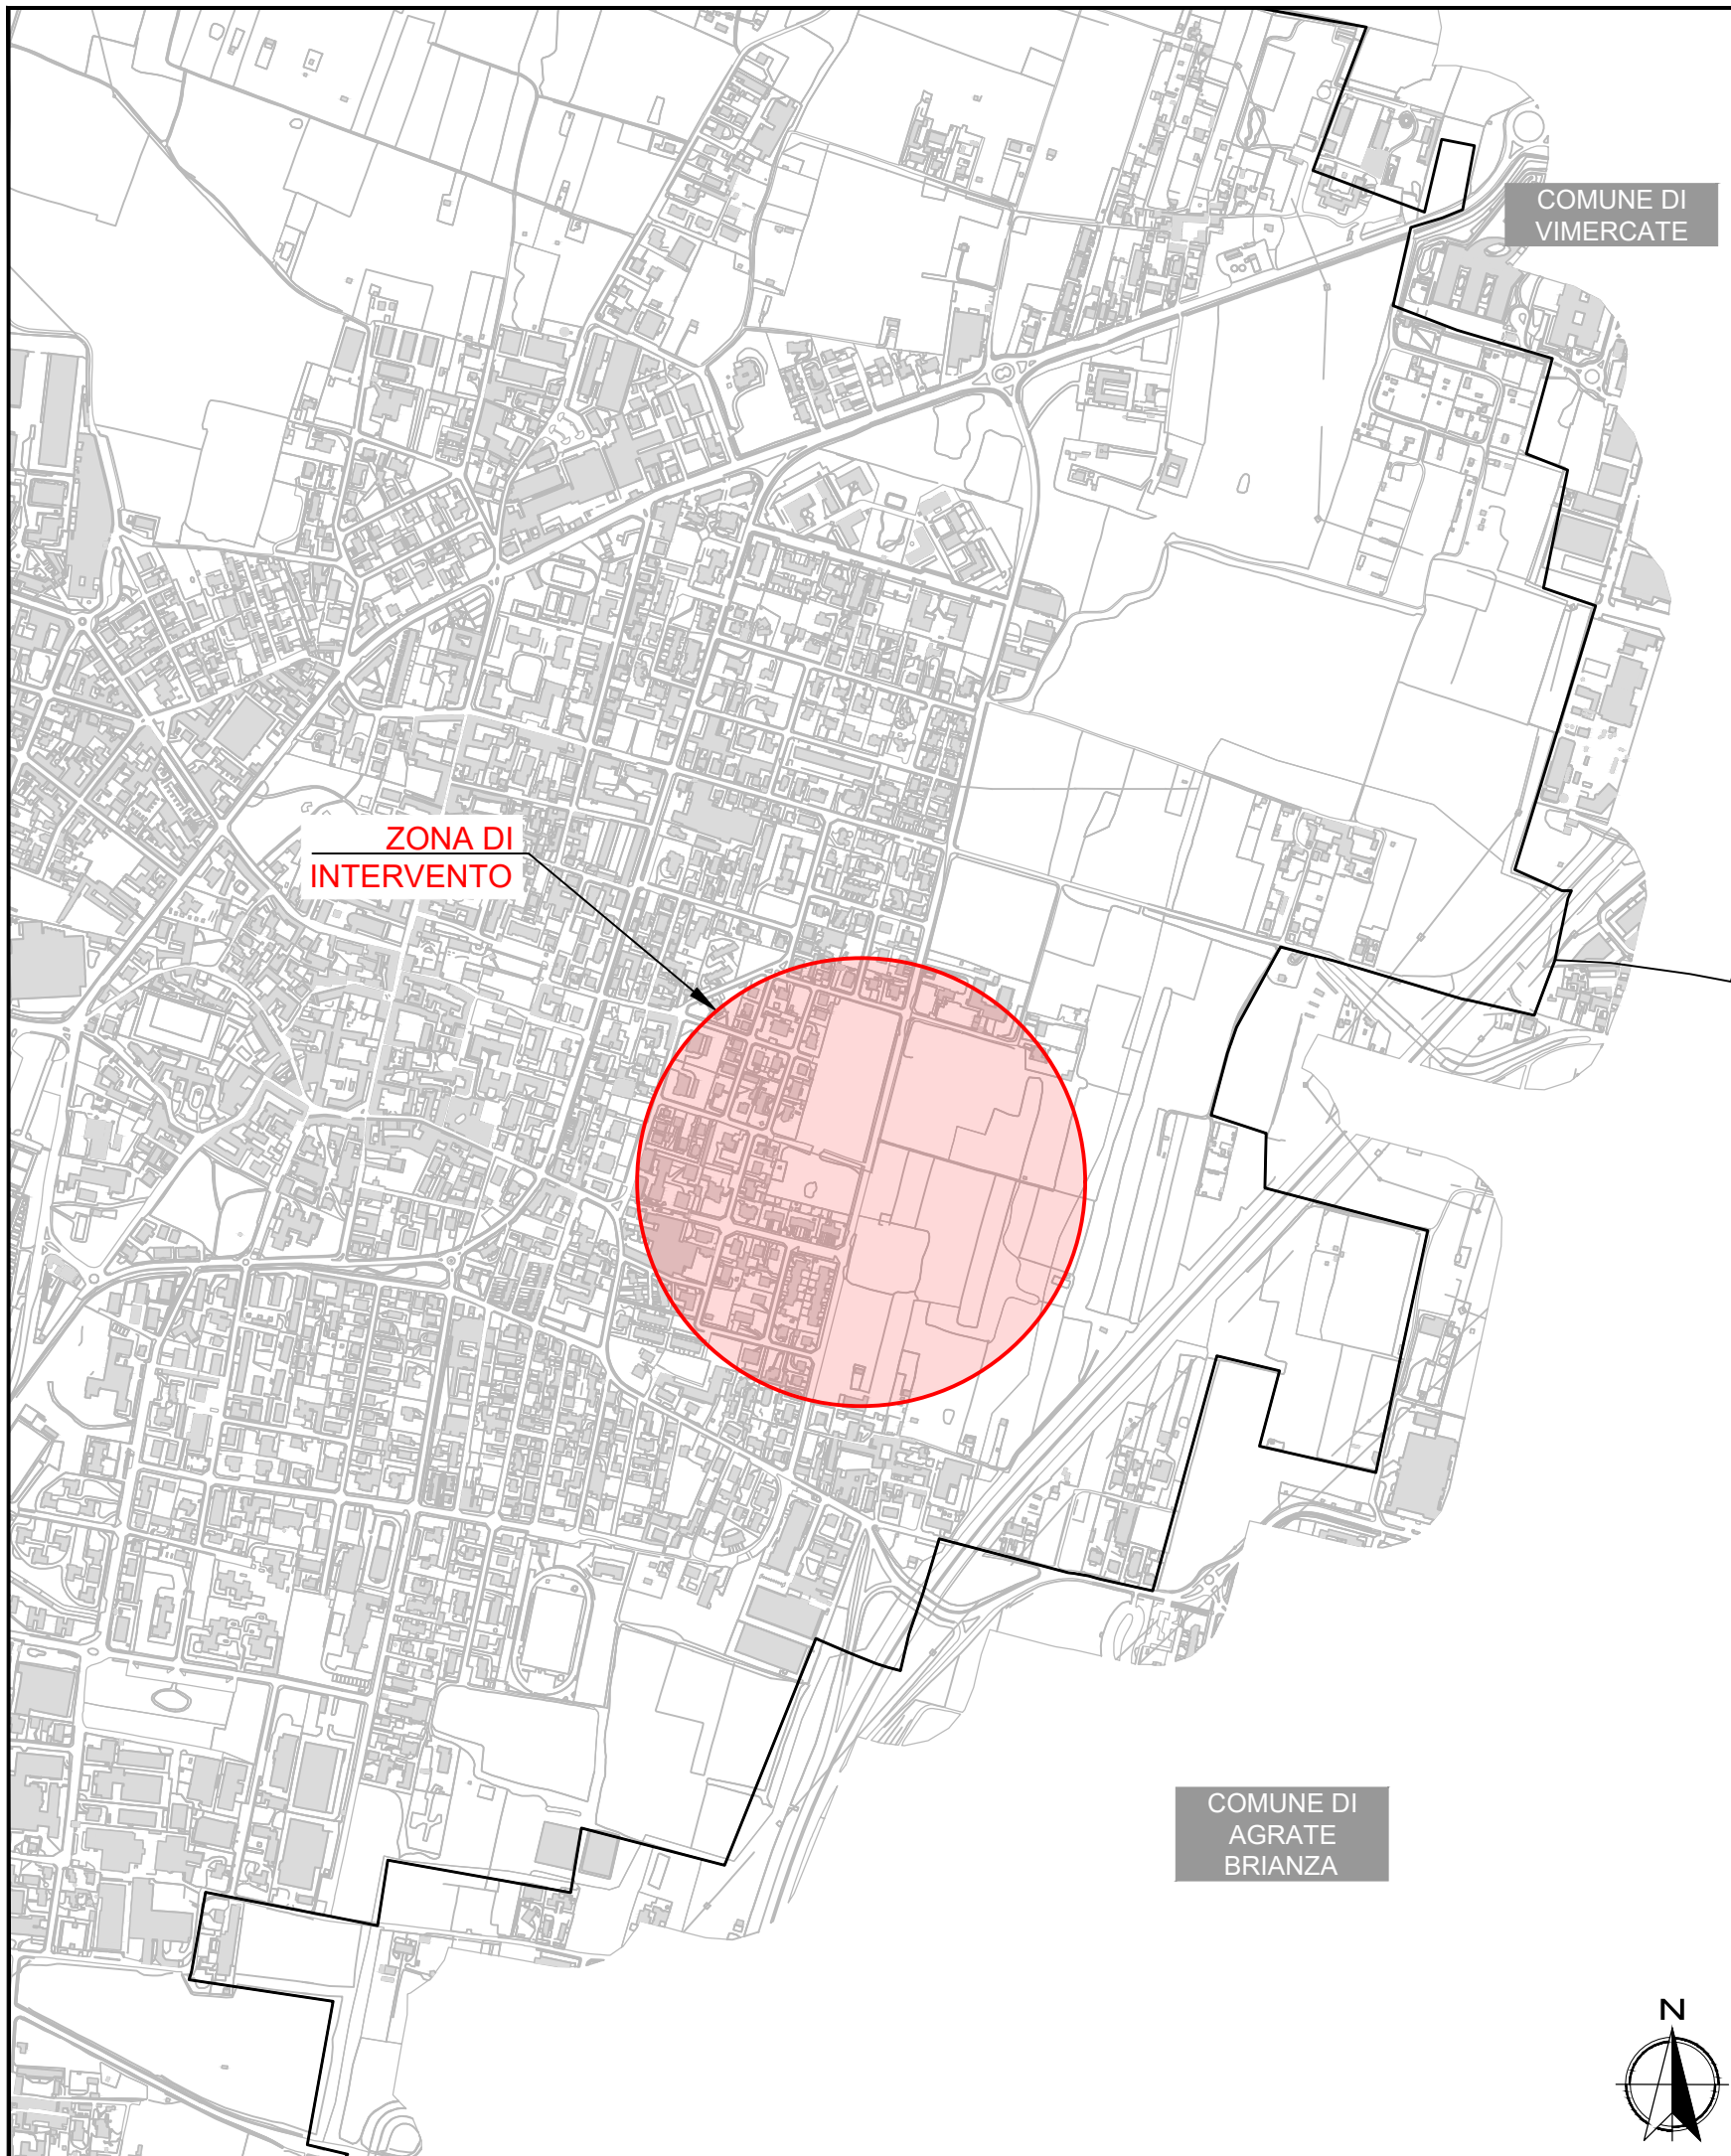 COMUNE DI
VIMERCATE
ZONA DI
INTERVENTO
COMUNE DI
AGRATE
BRIANZA
N